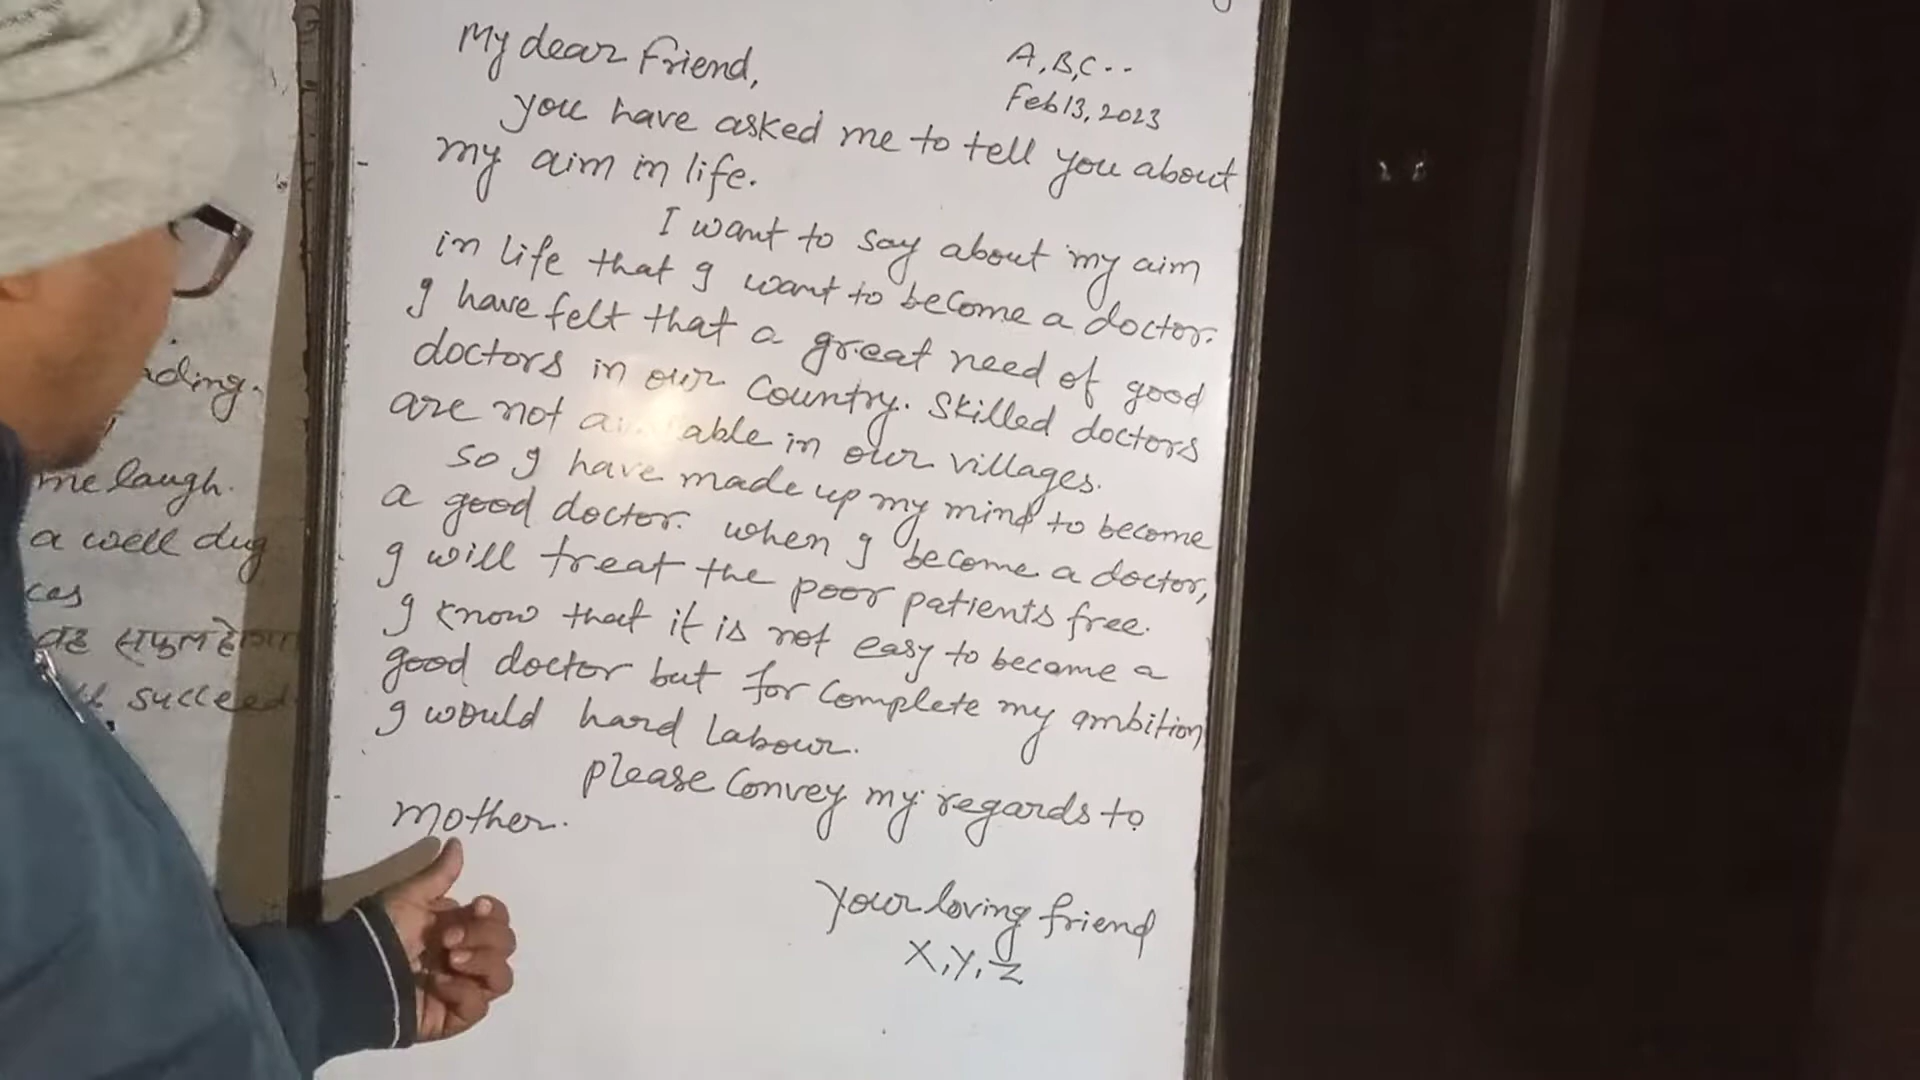 A,B,C--
Feb 13, 2023
My dear Friend,
you have asked me to tell you about
my aim in life.
I want to say about my aim
in life that I want to become a doctor.
I have felt that a great need of good
doctors in our Country. Skilled doctors
are not available in our villages.
so I have made up my mind to become
a good doctor. when I become a doctor,
I will treat the poor patients free.
I know that it is not easy to become a
good doctor but for Complete my ambition
I would hard Labour.
please Convey my regards to
mother.
your loving friend
X,Y,Z
me laugh.
a well dug
ces
वह सफल होगा
succeed